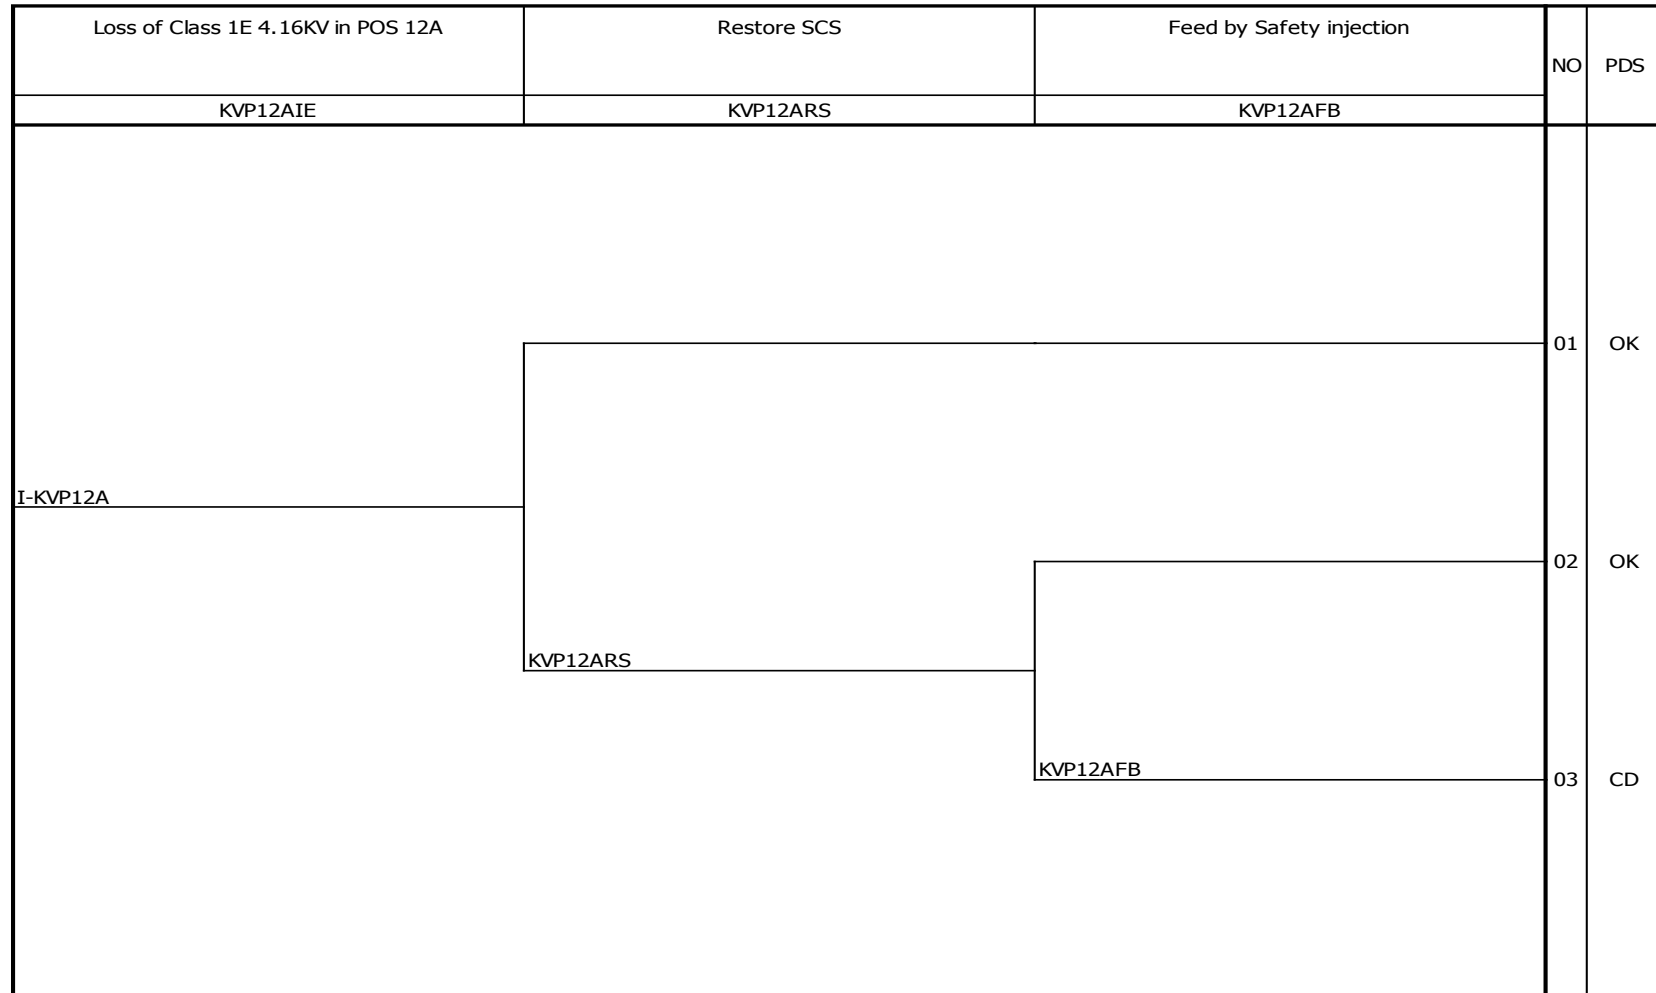 Loss of Class 1E 4.16KV in POS 12A
Restore SCS
Feed by Safety injection
NO
PDS
KVP12AIE
KVP12ARS
KVP12AFB
01
OK
I-KVP12A
02
OK
KVP12ARS
KVP12AFB
03
CD